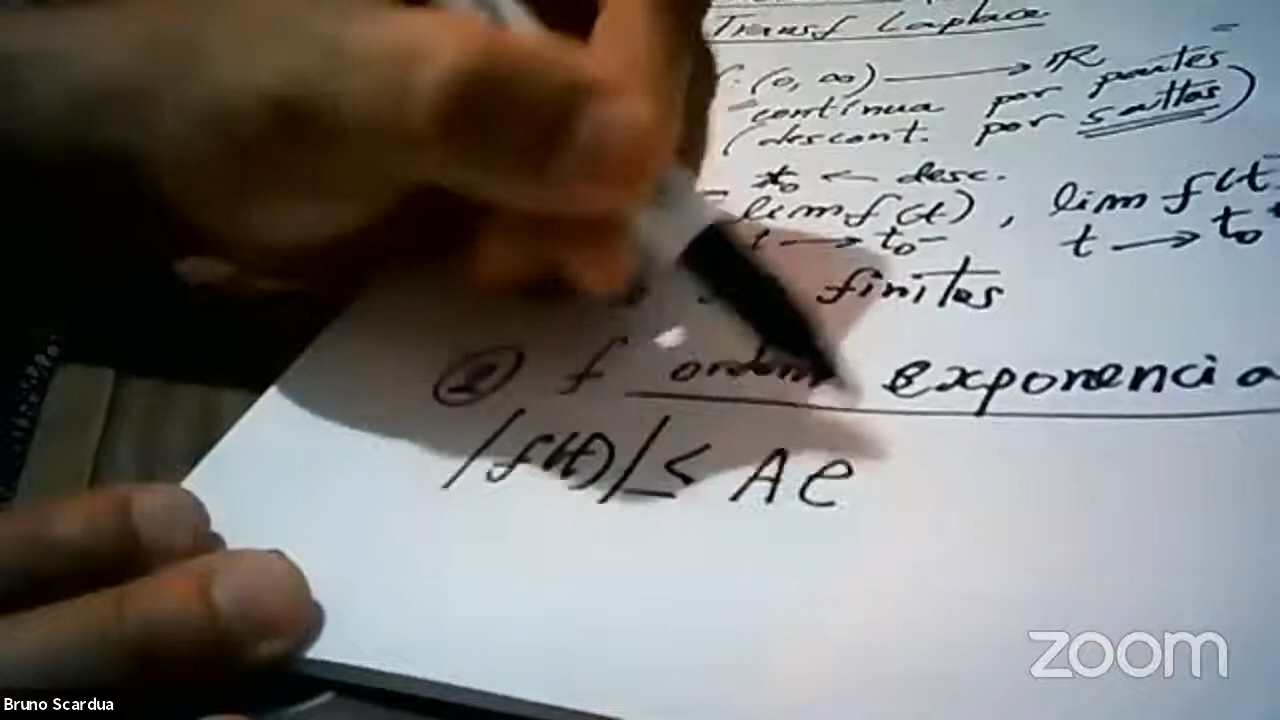 Transf Laplace
f: (0, ∞) → ℝ
contínua por partes
(descont. por saltos)
t₀ ← desc.
lim f(t) , lim f(t
t → t₀⁻ t → t₀⁺
finitos
② f ordem exponencia
|f(t)| ≤ A e
zoom
Bruno Scardua